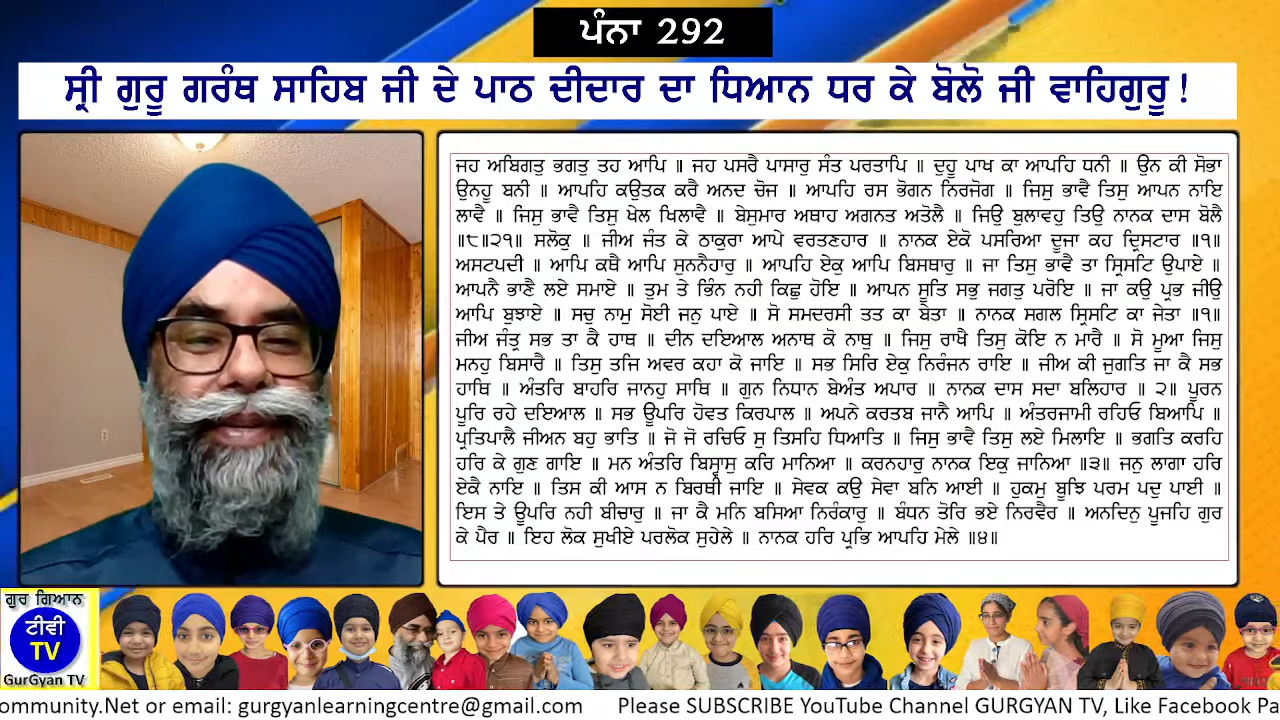 ਪੰਨਾ 292
ਸ੍ਰੀ ਗੁਰੂ ਗਰੰਥ ਸਾਹਿਬ ਜੀ ਦੇ ਪਾਠ ਦੀਦਾਰ ਦਾ ਧਿਆਨ ਧਰ ਕੇ ਬੋਲੋ ਜੀ ਵਾਹਿਗੁਰੂ!
ਜਹ ਅਬਿਗਤੁ ਭਗਤੁ ਤਹ ਆਪਿ ॥ ਜਹ ਪਸਰੈ ਪਾਸਾਰੁ ਸੰਤ ਪਰਤਾਪਿ ॥ ਦੁਹੂ ਪਾਖ ਕਾ ਆਪਹਿ ਧਨੀ ॥ ਉਨ ਕੀ ਸੋਭਾ
ਉਨਹੂ ਬਨੀ ॥ ਆਪਹਿ ਕਉਤਕ ਕਰੈ ਅਨਦ ਚੋਜ ॥ ਆਪਹਿ ਰਸ ਭੋਗਨ ਨਿਰਜੋਗ ॥ ਜਿਸੁ ਭਾਵੈ ਤਿਸੁ ਆਪਨ ਨਾਇ
ਲਾਵੈ ॥ ਜਿਸੁ ਭਾਵੈ ਤਿਸੁ ਖੇਲ ਖਿਲਾਵੈ ॥ ਬੇਸੁਮਾਰ ਅਥਾਹ ਅਗਨਤ ਅਤੋਲੈ ॥ ਜਿਉ ਬੁਲਾਵਹੁ ਤਿਉ ਨਾਨਕ ਦਾਸ ਬੋਲੈ
॥੮॥੨੧॥ ਸਲੋਕੁ ॥ ਜੀਅ ਜੰਤ ਕੇ ਠਾਕੁਰਾ ਆਪੇ ਵਰਤਣਹਾਰ ॥ ਨਾਨਕ ਏਕੋ ਪਸਰਿਆ ਦੂਜਾ ਕਹ ਦ੍ਰਿਸਟਾਰ ॥੧॥
ਅਸਟਪਦੀ ॥ ਆਪਿ ਕਥੈ ਆਪਿ ਸੁਨਨੈਹਾਰੁ ॥ ਆਪਹਿ ਏਕੁ ਆਪਿ ਬਿਸਥਾਰੁ ॥ ਜਾ ਤਿਸੁ ਭਾਵੈ ਤਾ ਸ੍ਰਿਸਟਿ ਉਪਾਏ ॥
ਆਪਨੈ ਭਾਣੈ ਲਏ ਸਮਾਏ ॥ ਤੁਮ ਤੇ ਭਿੰਨ ਨਹੀ ਕਿਛੁ ਹੋਇ ॥ ਆਪਨ ਸੂਤਿ ਸਭੁ ਜਗਤੁ ਪਰੋਇ ॥ ਜਾ ਕਉ ਪ੍ਰਭ ਜੀਉ
ਆਪਿ ਬੁਝਾਏ ॥ ਸਚੁ ਨਾਮੁ ਸੋਈ ਜਨੁ ਪਾਏ ॥ ਸੋ ਸਮਦਰਸੀ ਤਤ ਕਾ ਬੇਤਾ ॥ ਨਾਨਕ ਸਗਲ ਸ੍ਰਿਸਟਿ ਕਾ ਜੇਤਾ ॥੧॥
ਜੀਅ ਜੰਤ੍ਰ ਸਭ ਤਾ ਕੈ ਹਾਥ ॥ ਦੀਨ ਦਇਆਲ ਅਨਾਥ ਕੋ ਨਾਥੁ ॥ ਜਿਸੁ ਰਾਖੈ ਤਿਸੁ ਕੋਇ ਨ ਮਾਰੈ ॥ ਸੋ ਮੂਆ ਜਿਸੁ
ਮਨਹੁ ਬਿਸਾਰੈ ॥ ਤਿਸੁ ਤਜਿ ਅਵਰ ਕਹਾ ਕੋ ਜਾਇ ॥ ਸਭ ਸਿਰਿ ਏਕੁ ਨਿਰੰਜਨ ਰਾਇ ॥ ਜੀਅ ਕੀ ਜੁਗਤਿ ਜਾ ਕੈ ਸਭ
ਹਾਥਿ ॥ ਅੰਤਰਿ ਬਾਹਰਿ ਜਾਨਹੁ ਸਾਥਿ ॥ ਗੁਨ ਨਿਧਾਨ ਬੇਅੰਤ ਅਪਾਰ ॥ ਨਾਨਕ ਦਾਸ ਸਦਾ ਬਲਿਹਾਰ ॥ ੨॥ ਪੂਰਨ
ਪੂਰਿ ਰਹੇ ਦਇਆਲ ॥ ਸਭ ਊਪਰਿ ਹੋਵਤ ਕਿਰਪਾਲ ॥ ਅਪਨੇ ਕਰਤਬ ਜਾਨੈ ਆਪਿ ॥ ਅੰਤਰਜਾਮੀ ਰਹਿਓ ਬਿਆਪਿ ॥
ਪ੍ਰਤਿਪਾਲੈ ਜੀਅਨ ਬਹੁ ਭਾਤਿ ॥ ਜੋ ਜੋ ਰਚਿਓ ਸੁ ਤਿਸਹਿ ਧਿਆਤਿ ॥ ਜਿਸੁ ਭਾਵੈ ਤਿਸੁ ਲਏ ਮਿਲਾਇ ॥ ਭਗਤਿ ਕਰਹਿ
ਹਰਿ ਕੇ ਗੁਣ ਗਾਇ ॥ ਮਨ ਅੰਤਰਿ ਬਿਸ੍ਵਾਸੁ ਕਰਿ ਮਾਨਿਆ ॥ ਕਰਨਹਾਰੁ ਨਾਨਕ ਇਕੁ ਜਾਨਿਆ ॥੩॥ ਜਨੁ ਲਾਗਾ ਹਰਿ
ਏਕੈ ਨਾਇ ॥ ਤਿਸ ਕੀ ਆਸ ਨ ਬਿਰਥੀ ਜਾਇ ॥ ਸੇਵਕ ਕਉ ਸੇਵਾ ਬਨਿ ਆਈ ॥ ਹੁਕਮੁ ਬੂਝਿ ਪਰਮ ਪਦੁ ਪਾਈ ॥
ਇਸ ਤੇ ਊਪਰਿ ਨਹੀ ਬੀਚਾਰੁ ॥ ਜਾ ਕੈ ਮਨਿ ਬਸਿਆ ਨਿਰੰਕਾਰੁ ॥ ਬੰਧਨ ਤੋਰਿ ਭਏ ਨਿਰਵੈਰ ॥ ਅਨਦਿਨੁ ਪੂਜਹਿ ਗੁਰ
ਕੇ ਪੈਰ ॥ ਇਹ ਲੋਕ ਸੁਖੀਏ ਪਰਲੋਕ ਸੁਹੇਲੇ ॥ ਨਾਨਕ ਹਰਿ ਪ੍ਰਭਿ ਆਪਹਿ ਮੇਲੇ ॥੪॥
ਗੁਰ ਗਿਆਨ
ਟੀਵੀ
TV
GurGyan TV
ommunity.Net or email: gurgyanlearningcentre@gmail.com Please SUBSCRIBE YouTube Channel GURGYAN TV, Like Facebook Pa